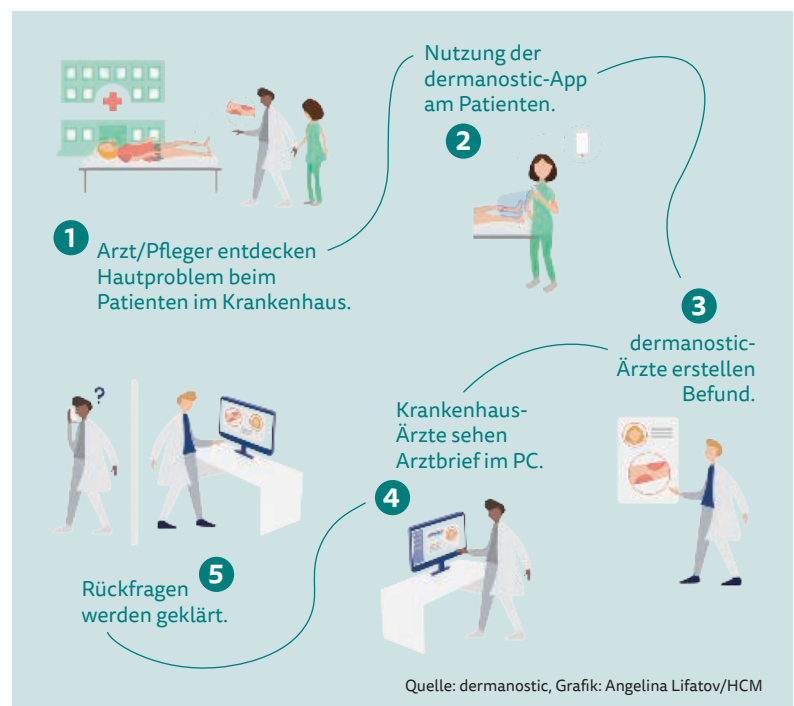 1
Arzt/Pfleger entdecken
Hautproblem beim
Patienten im Krankenhaus.
Nutzung der
dermanostic-App
am Patienten.
2
3
dermanostic-
Ärzte erstellen
Befund.
Krankenhaus-
Ärzte sehen
Arztbrief im PC.
4
?
5
Rückfragen
werden geklärt.
Quelle: dermanostic, Grafik: Angelina Lifatov/HCM